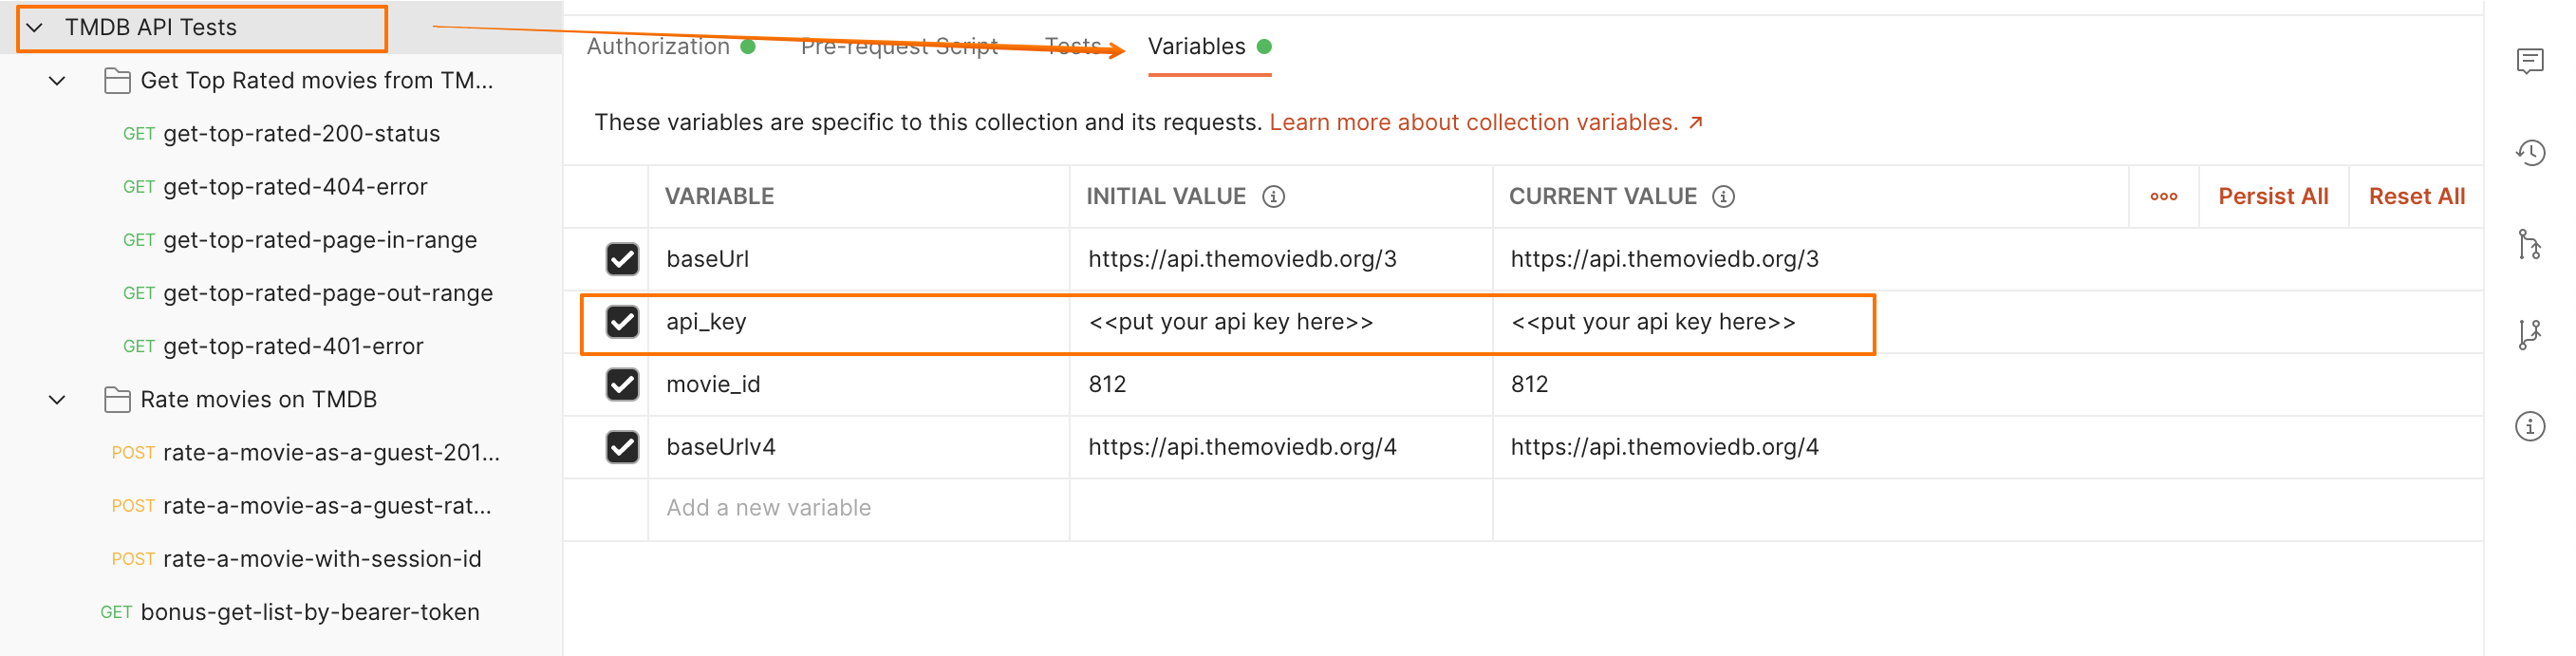 TMDB API Tests
Get Top Rated movies from TM...
GET get-top-rated-200-status
GET get-top-rated-404-error
GET get-top-rated-page-in-range
GET get-top-rated-page-out-range
GET get-top-rated-401-error
Rate movies on TMDB
POST rate-a-movie-as-a-guest-201...
POST rate-a-movie-as-a-guest-rat...
POST rate-a-movie-with-session-id
GET bonus-get-list-by-bearer-token
Authorization Pre-request Script Tests Variables
These variables are specific to this collection and its requests. Learn more about collection variables. ↗
VARIABLE INITIAL VALUE CURRENT VALUE Persist All Reset All
baseUrl https://api.themoviedb.org/3 https://api.themoviedb.org/3
api_key <<put your api key here>> <<put your api key here>>
movie_id 812 812
baseUrlv4 https://api.themoviedb.org/4 https://api.themoviedb.org/4
Add a new variable